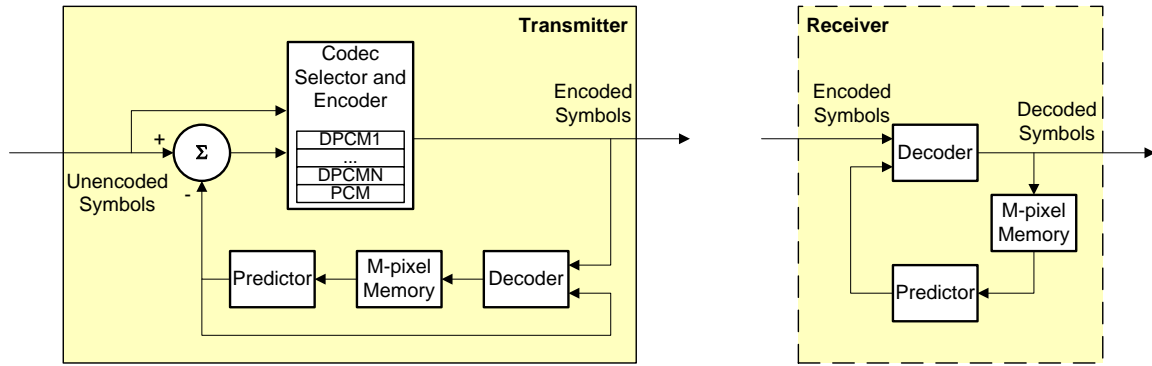 Transmitter
Codec
Selector and
Encoder
DPCM1
...
DPCMN
PCM
Encoded
Symbols
+
Σ
-
Unencoded
Symbols
Predictor
M-pixel
Memory
Decoder
Receiver
Encoded
Symbols
Decoder
Decoded
Symbols
M-pixel
Memory
Predictor